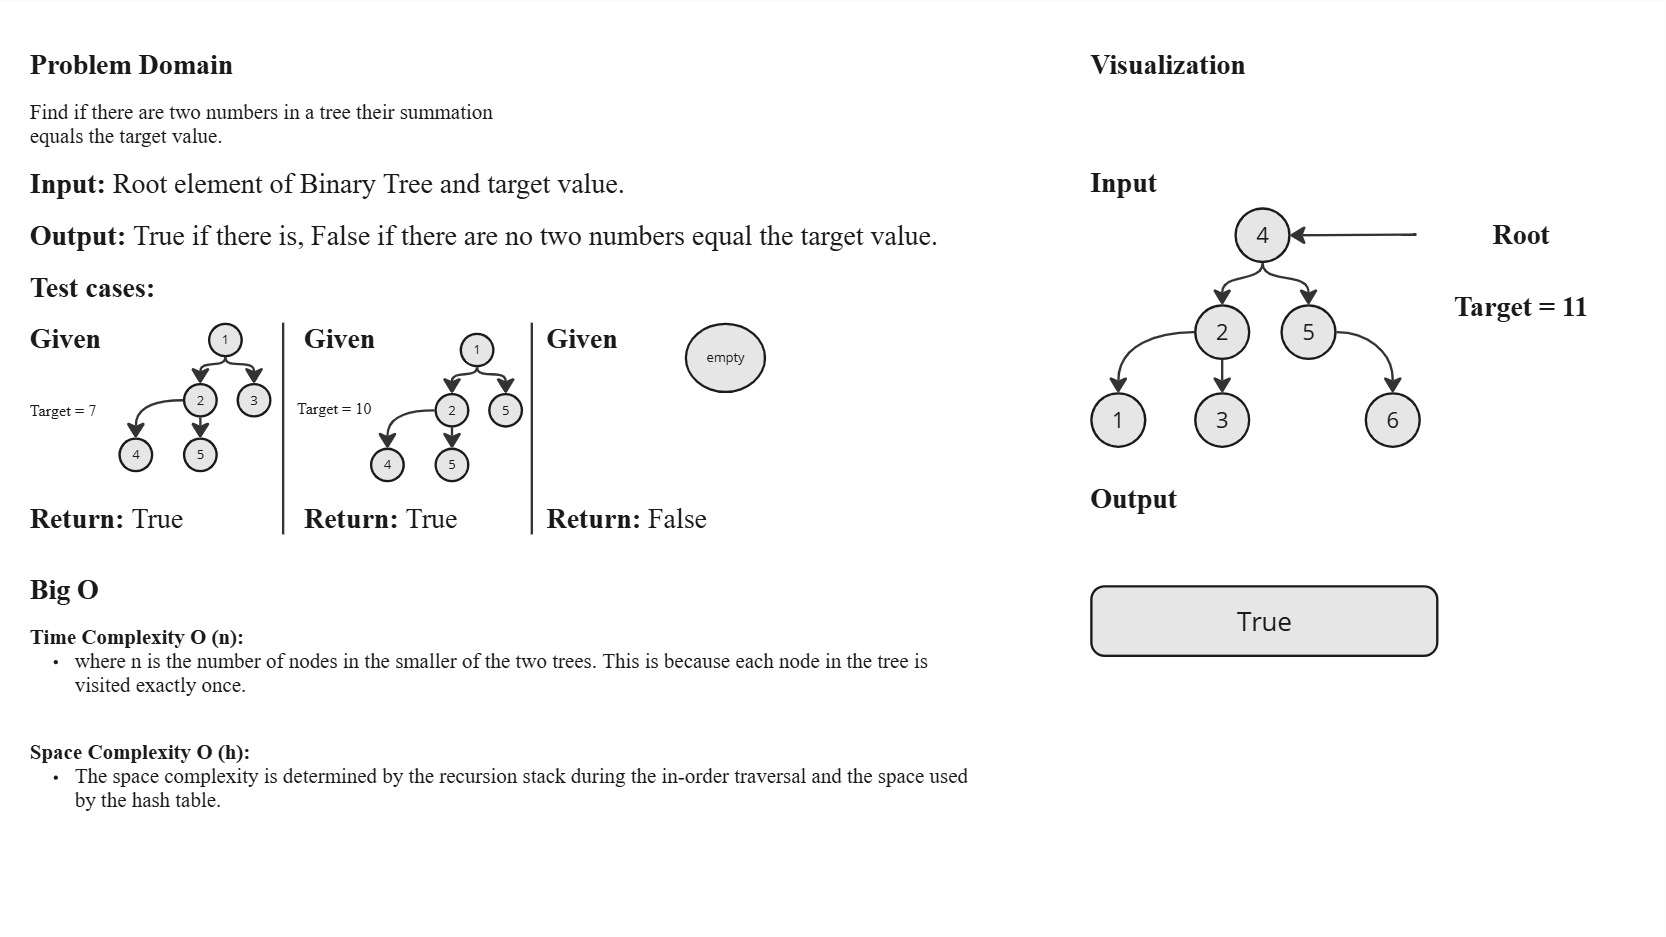 Problem Domain
Find if there are two numbers in a tree their summation
equals the target value.
Input: Root element of Binary Tree and target value.
Output: True if there is, False if there are no two numbers equal the target value.
Test cases:
Given
1
2
3
Target = 7
4
5
Return: True
Given
1
2
5
Target = 10
4
5
Return: True
Given
empty
Return: False
Big O
Time Complexity O (n):
• where n is the number of nodes in the smaller of the two trees. This is because each node in the tree is
visited exactly once.
Space Complexity O (h):
• The space complexity is determined by the recursion stack during the in-order traversal and the space used
by the hash table.
Visualization
Input
4
Root
Target = 11
2
5
1
3
6
Output
True